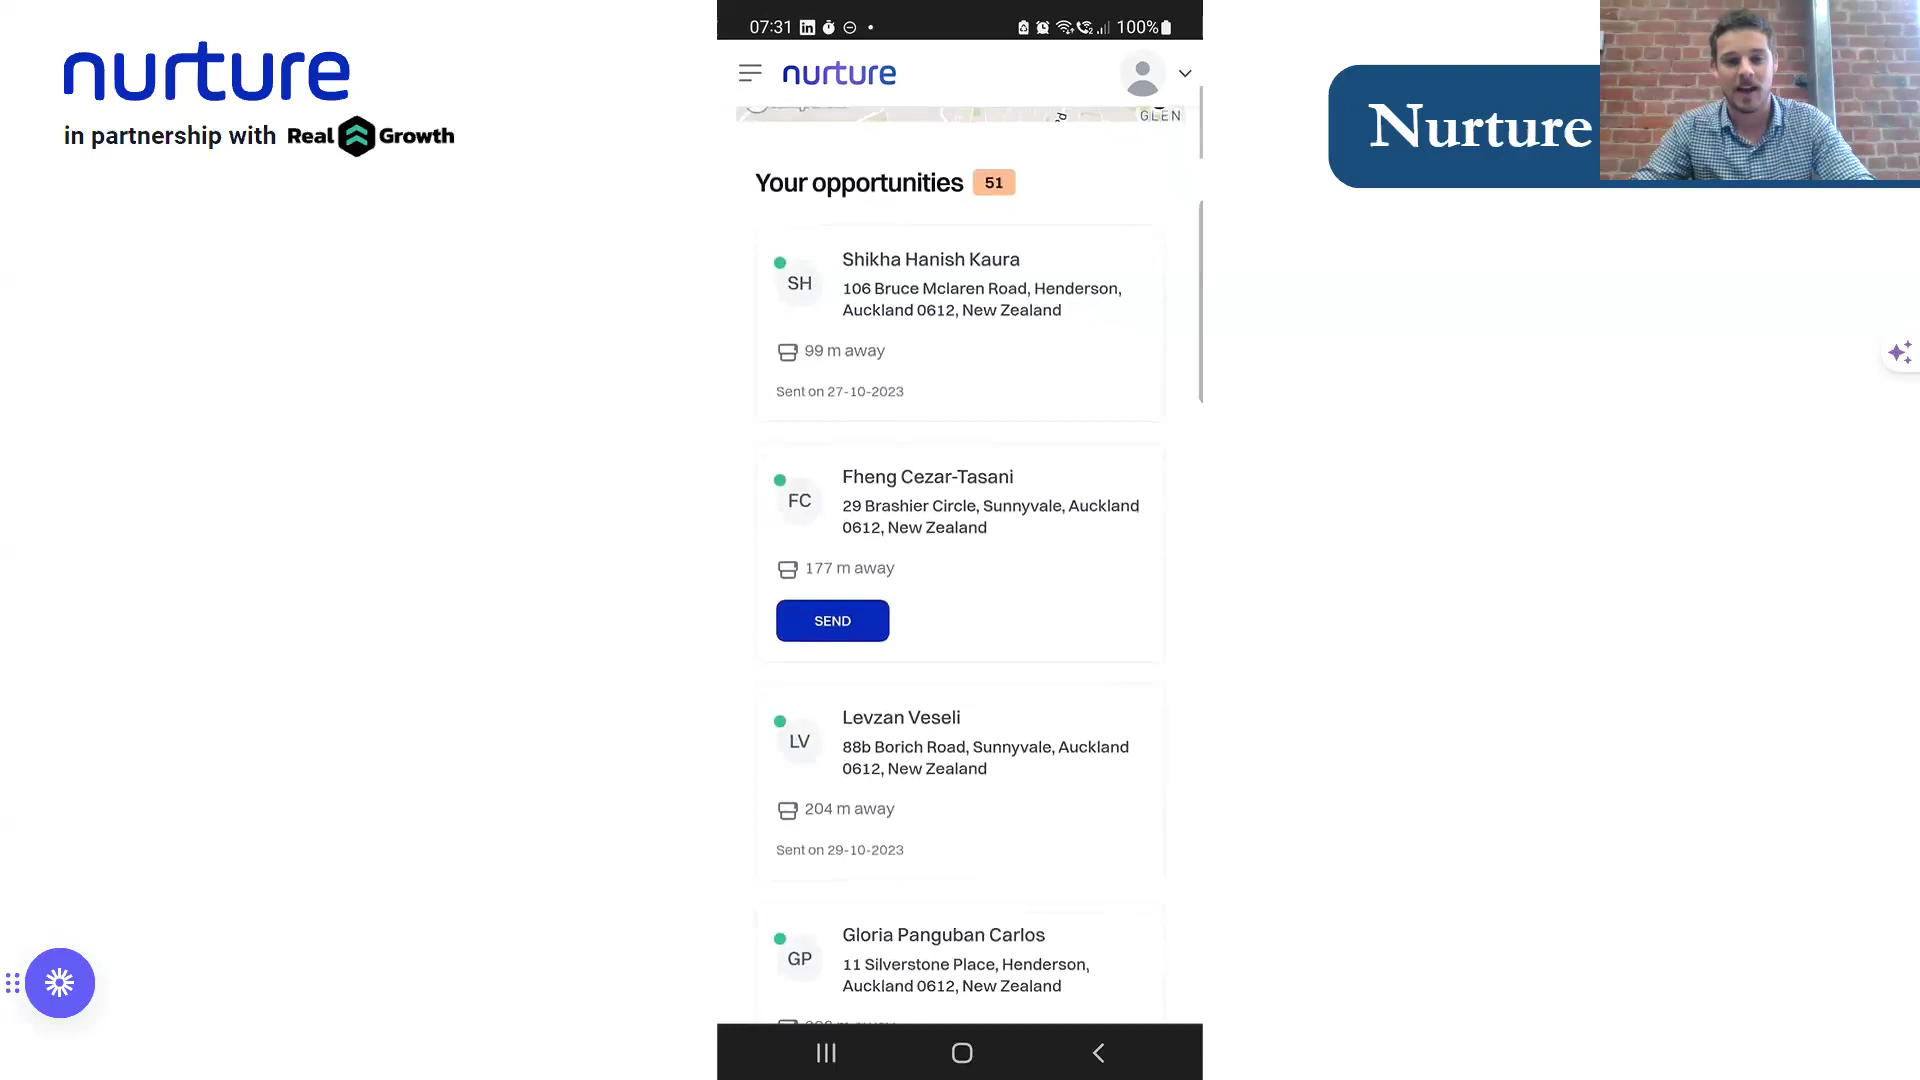 nurture
in partnership with Real Growth
07:31
100%
nurture
GLEN
Your opportunities 51
SH
Shikha Hanish Kaura
106 Bruce Mclaren Road, Henderson,
Auckland 0612, New Zealand
99 m away
Sent on 27-10-2023
FC
Fheng Cezar-Tasani
29 Brashier Circle, Sunnyvale, Auckland
0612, New Zealand
177 m away
SEND
LV
Levzan Veseli
88b Borich Road, Sunnyvale, Auckland
0612, New Zealand
204 m away
Sent on 29-10-2023
GP
Gloria Panguban Carlos
11 Silverstone Place, Henderson,
Auckland 0612, New Zealand
Nurture